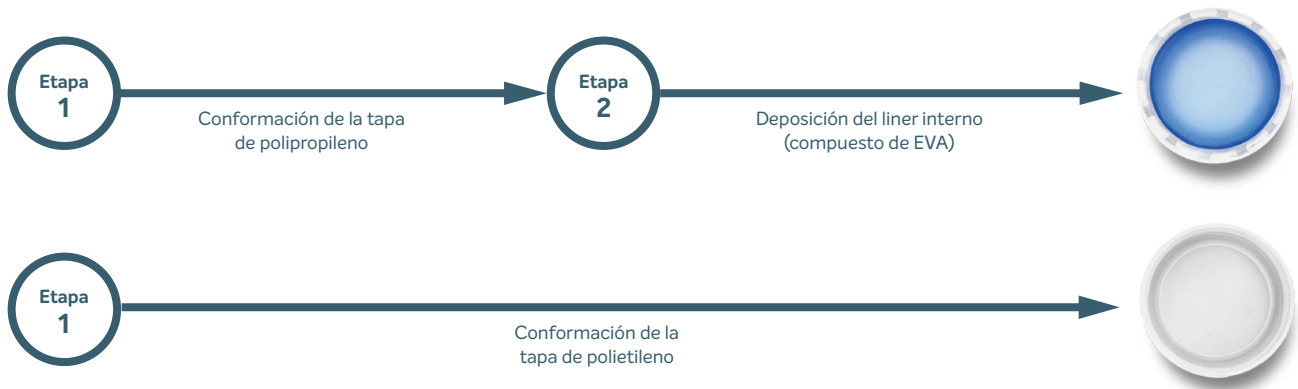 Etapa
1
Conformación de la tapa
de polipropileno
Etapa
2
Deposición del liner interno
(compuesto de EVA)
Etapa
1
Conformación de la
tapa de polietileno